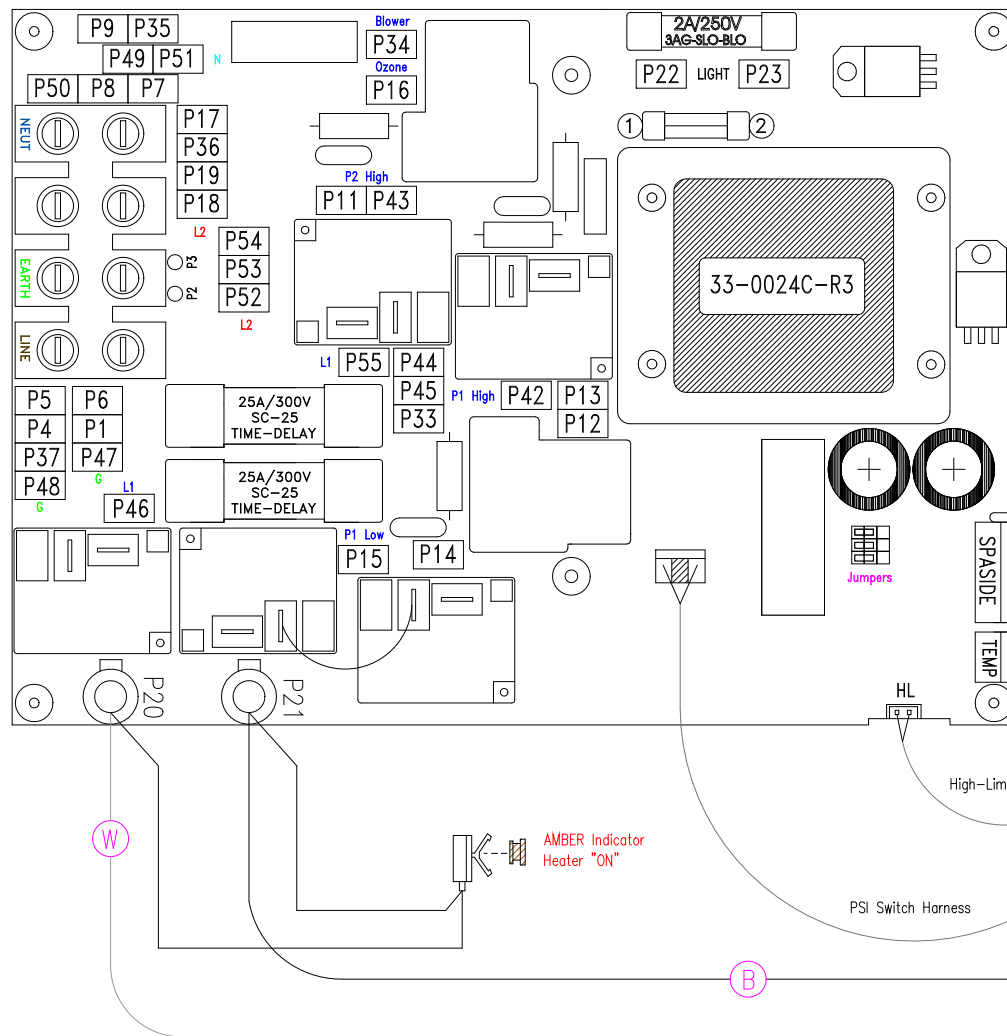 P9 P35
P49 P51
N
P50 P8 P7
Blower
P34
Ozone
P16
2A/250V
3AG-SLO-BLO
P22 LIGHT P23
1 2
NEUT
P17
P36
P19
P18
L2
P2 High
P11 P43
P54
P53
P52
L2
EARTH
P3
P2
LINE
33-0024C-R3
L1 P55 P44
P45
P33
P1 High P42 P13
P12
P5 P6
P4 P1
P37 P47
G
P48
G
L1
P46
25A/300V
SC-25
TIME-DELAY
25A/300V
SC-25
TIME-DELAY
P1 Low
P15 P14
Jumpers
SPASIDE
TEMP
P20 P21
HL
High-Lim
W
AMBER Indicator
Heater "ON"
PSI Switch Harness
B